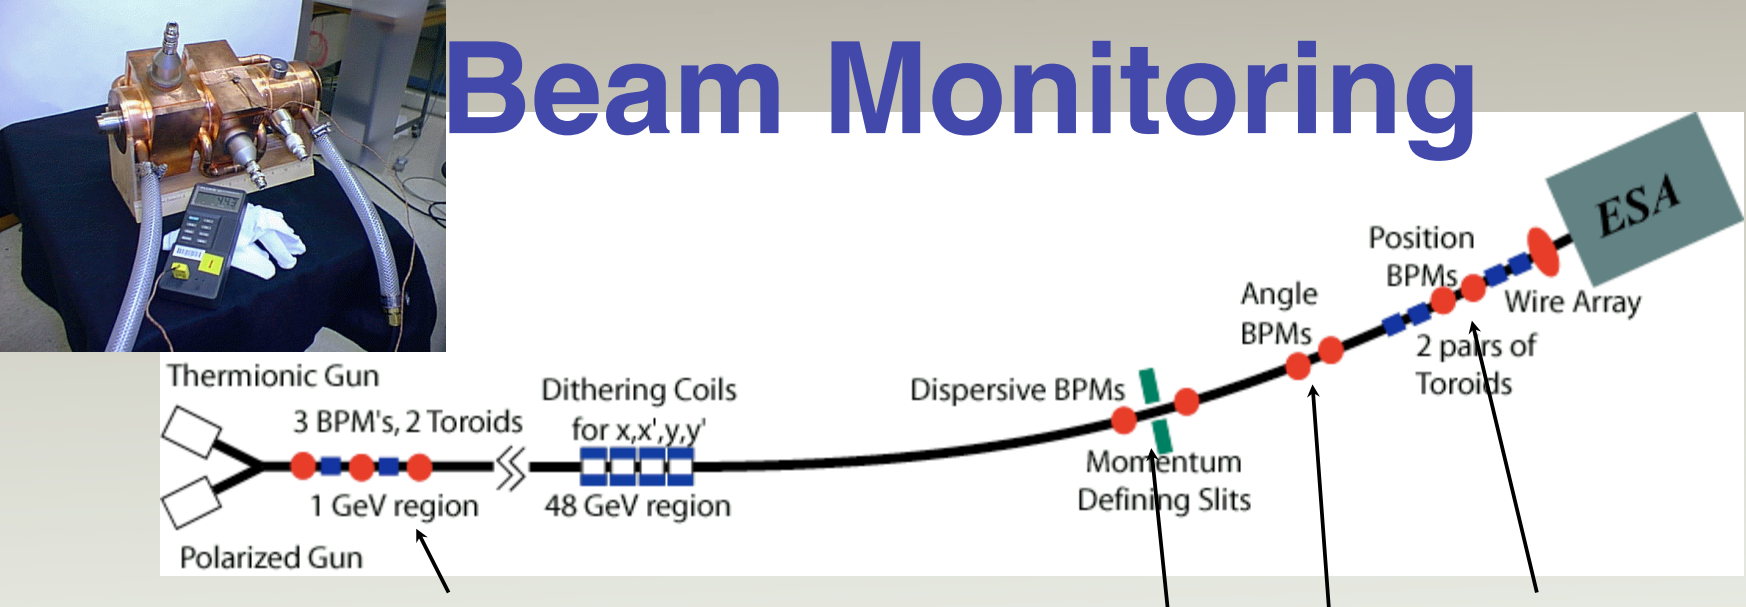 Beam Monitoring
ESA
Position
BPMs
Wire Array
Angle
BPMs
2 pairs of
Toroids
Thermionic Gun
Dithering Coils
for x,x',y,y'
Dispersive BPMs
3 BPM's, 2 Toroids
Momentum
Defining Slits
1 GeV region
48 GeV region
Polarized Gun